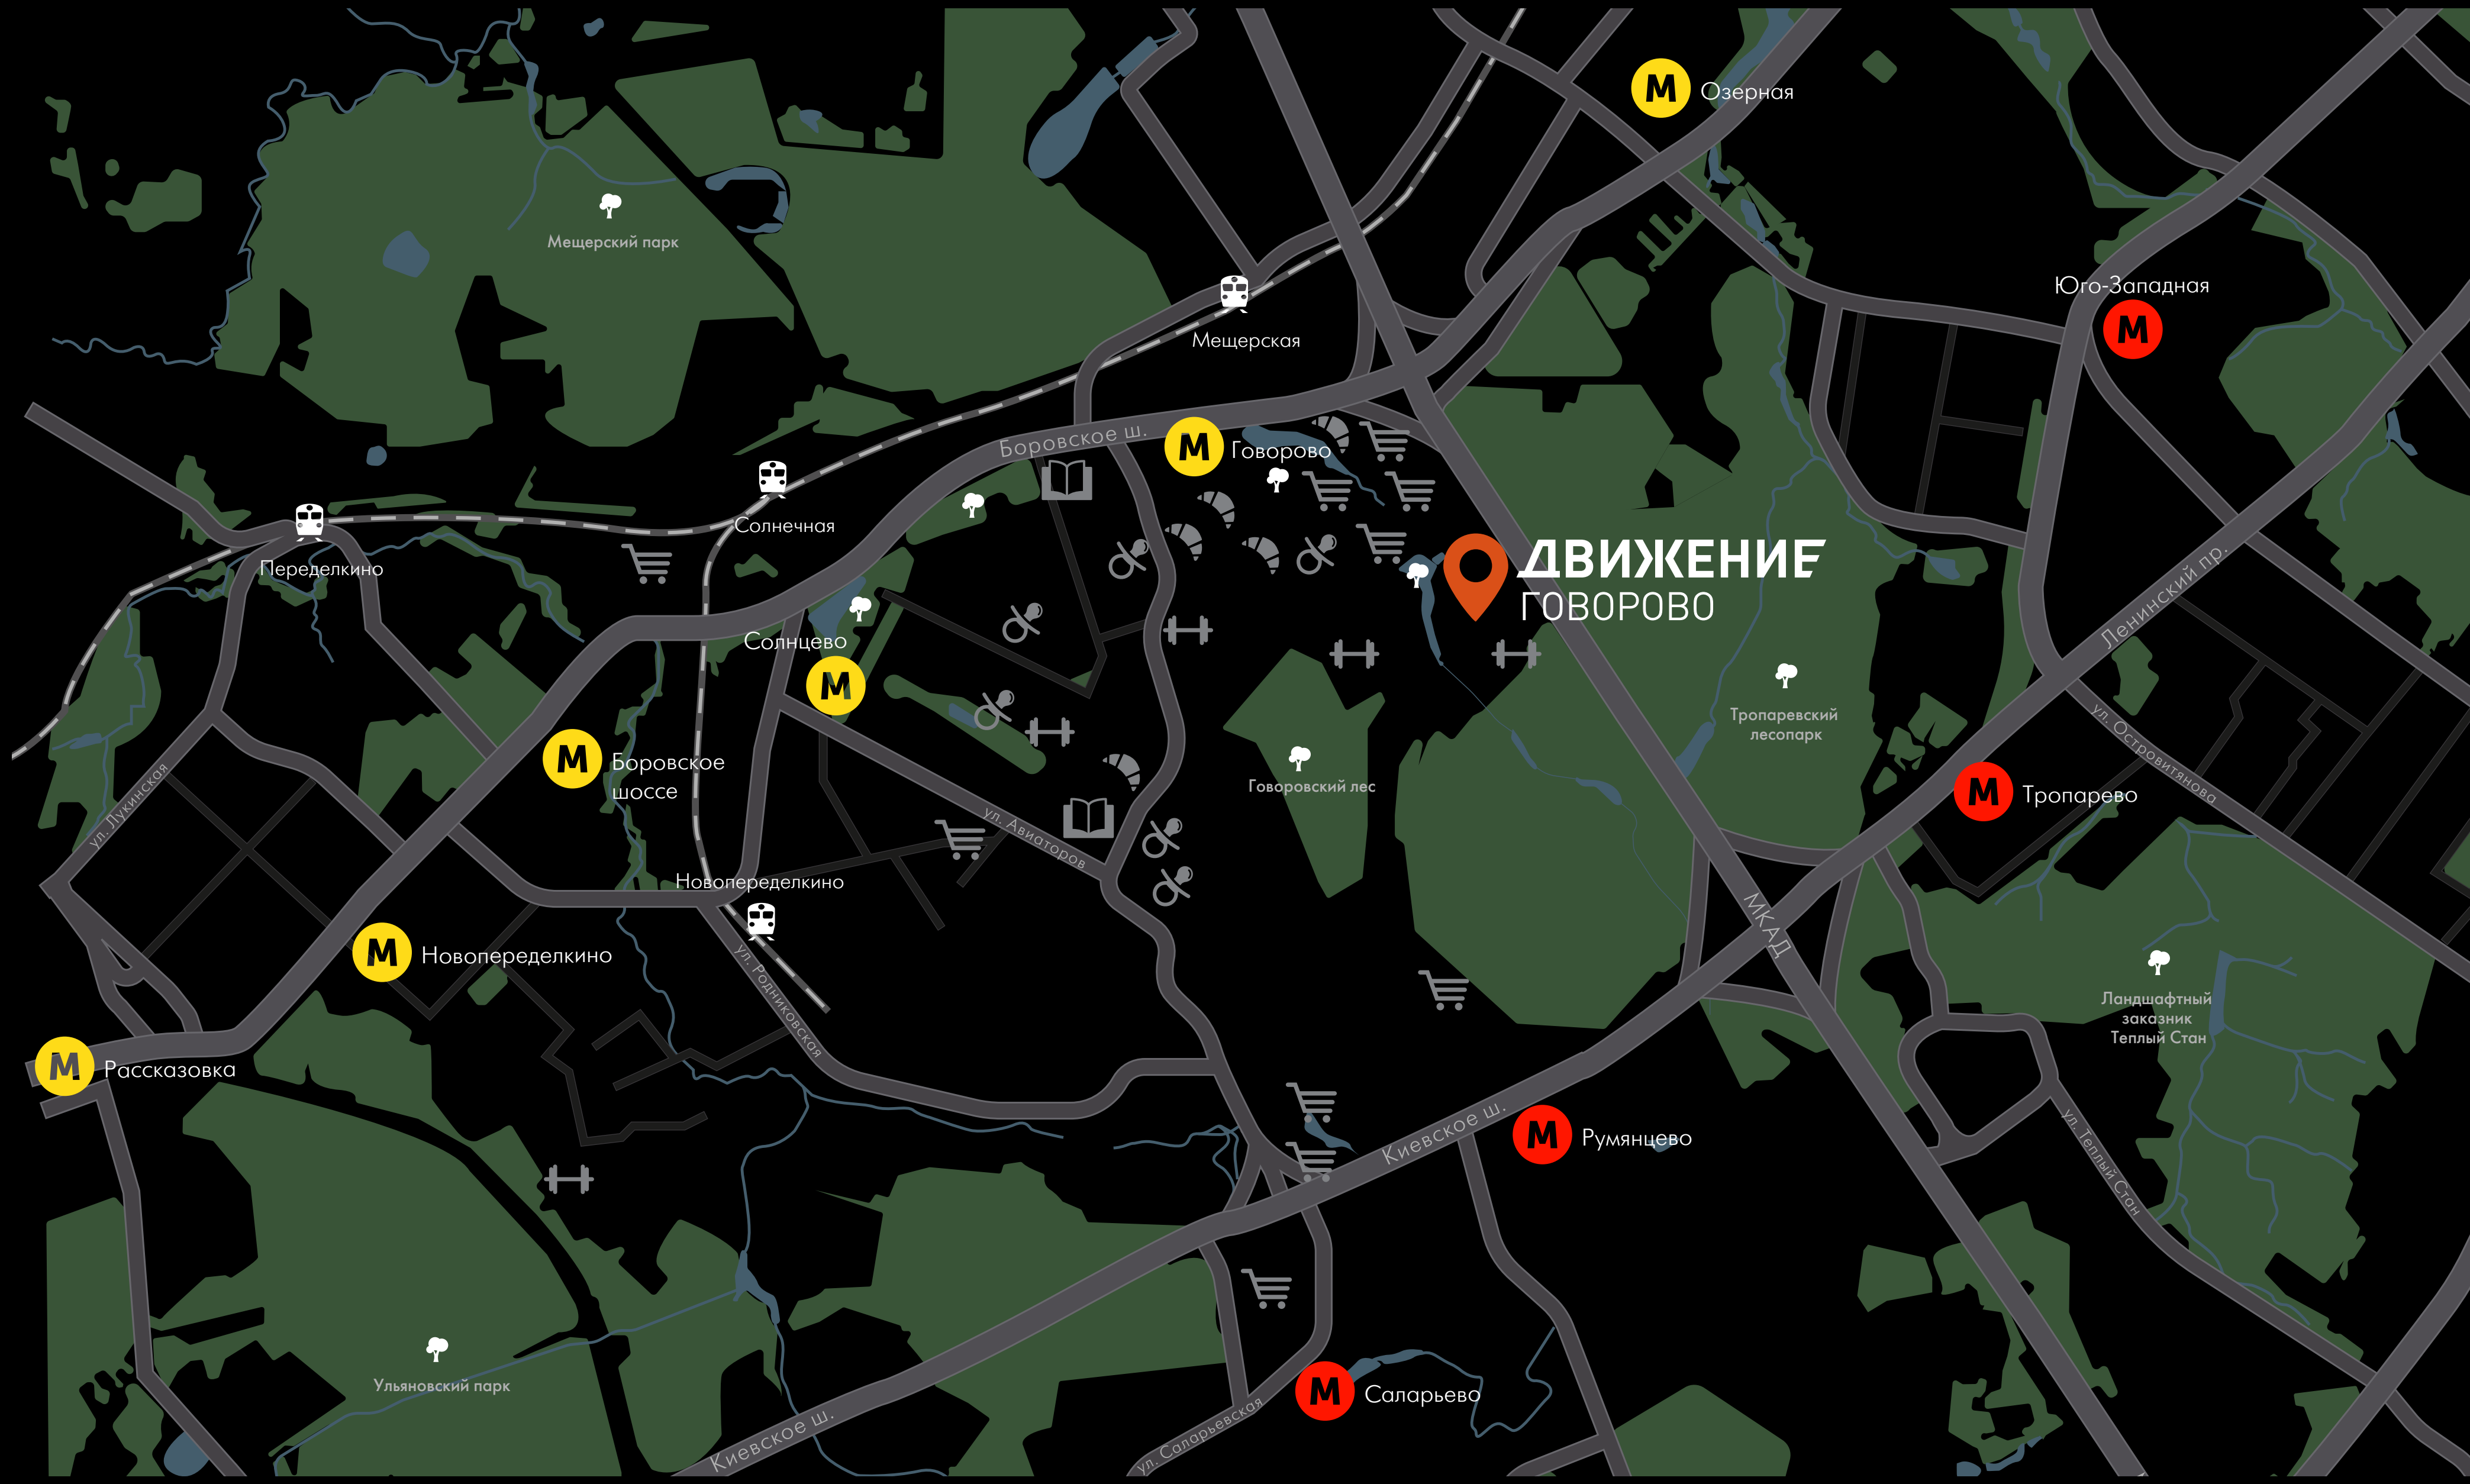 М Озерная
Юго-Западная
М
Мещерский парк
Мещерская
Боровское ш.
М Говорово
Солнечная
Переделкино
ДВИЖЕНИЕ
ГОВОРОВО
Ленинский пр.
Солнцево
М
Тропаревский
лесопарк
ул. Островитянова
М Боровское
шоссе
Говоровский лес
М Тропарево
ул. Лукинская
ул. Авиаторов
Новопеределкино
МКАД
М Новопеределкино
ул. Родниковская
Ландшафтный
заказник
Теплый Стан
М Рассказовка
Киевское ш.
М Румянцево
ул. Теплый Стан
Ульяновский парк
М Саларьево
ул. Саларьевская
Киевское ш.